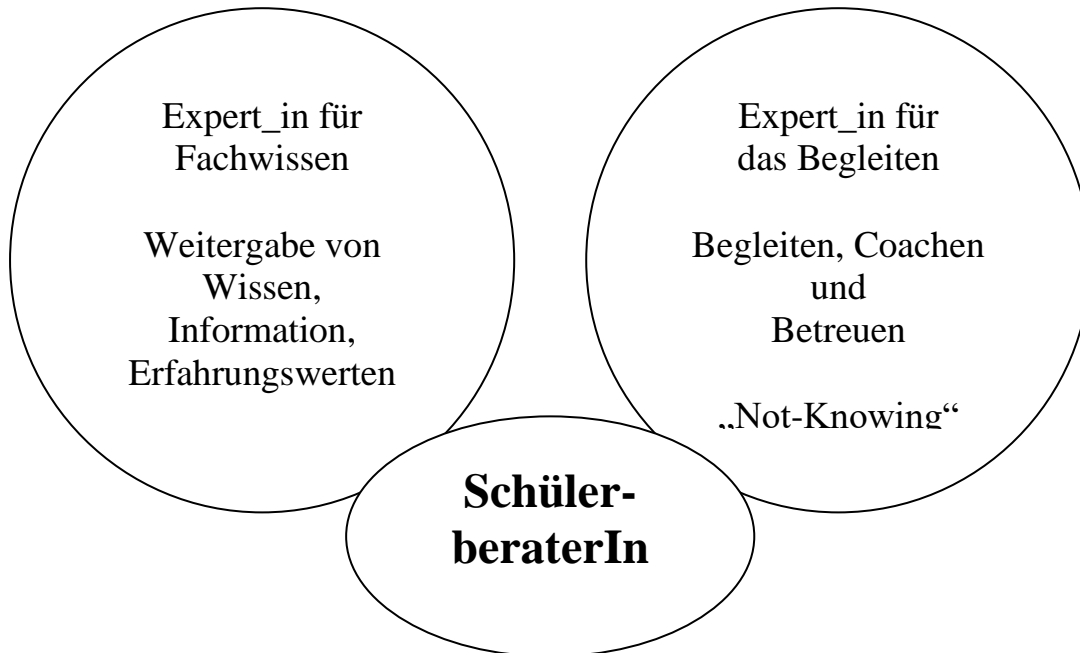 Expert_in für
Fachwissen
Weitergabe von
Wissen,
Information,
Erfahrungswerten
Expert_in für
das Begleiten
Begleiten, Coachen
und
Betreuen
„Not-Knowing“
Schüler-
beraterIn